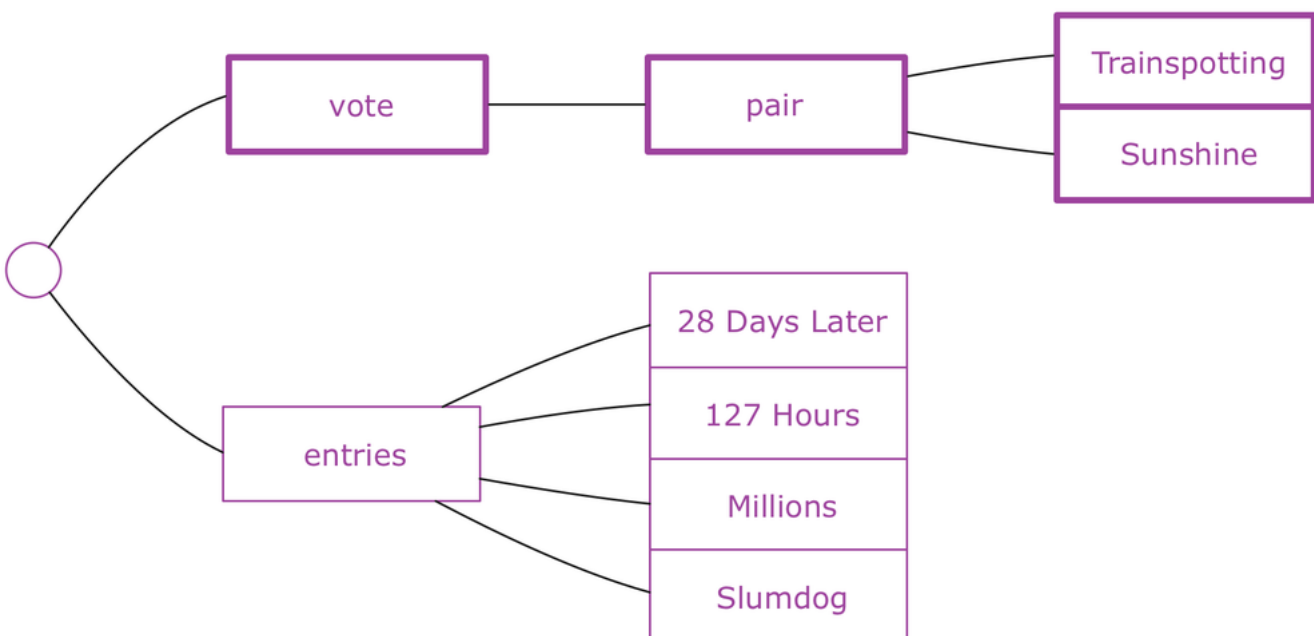 vote
pair
Trainspotting
Sunshine
entries
28 Days Later
127 Hours
Millions
Slumdog